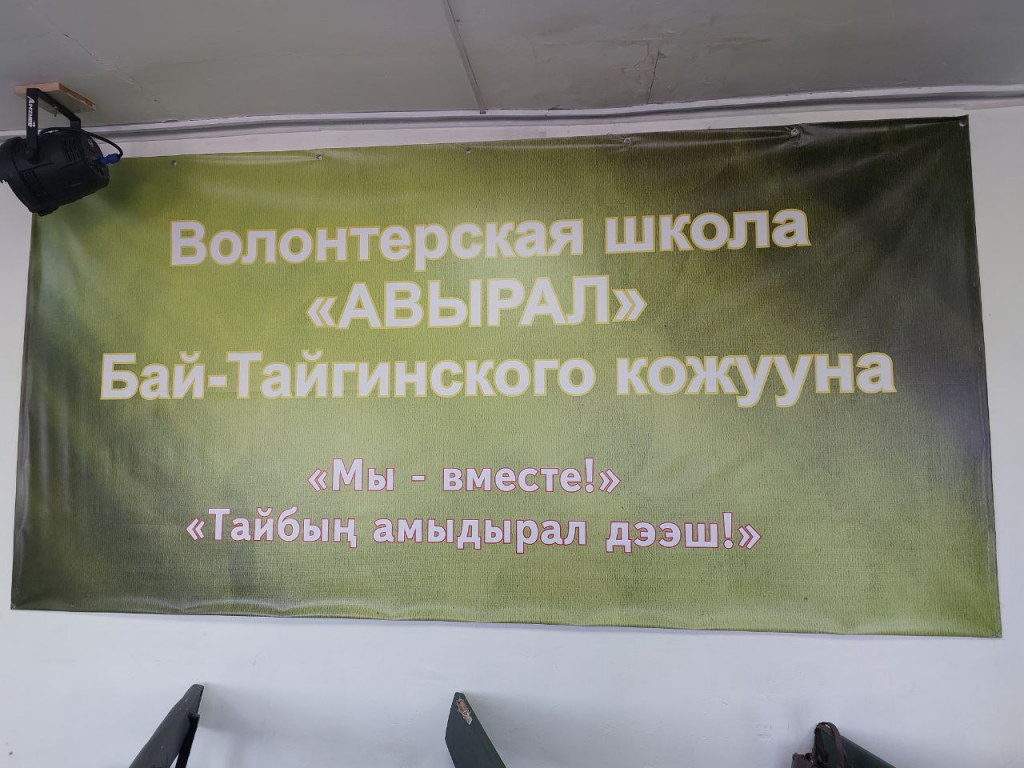 Волонтерская школа
«АВЫРАЛ»
Бай-Тайгинского кожууна
«Мы - вместе!»
«Тайбың амыдырал дээш!»